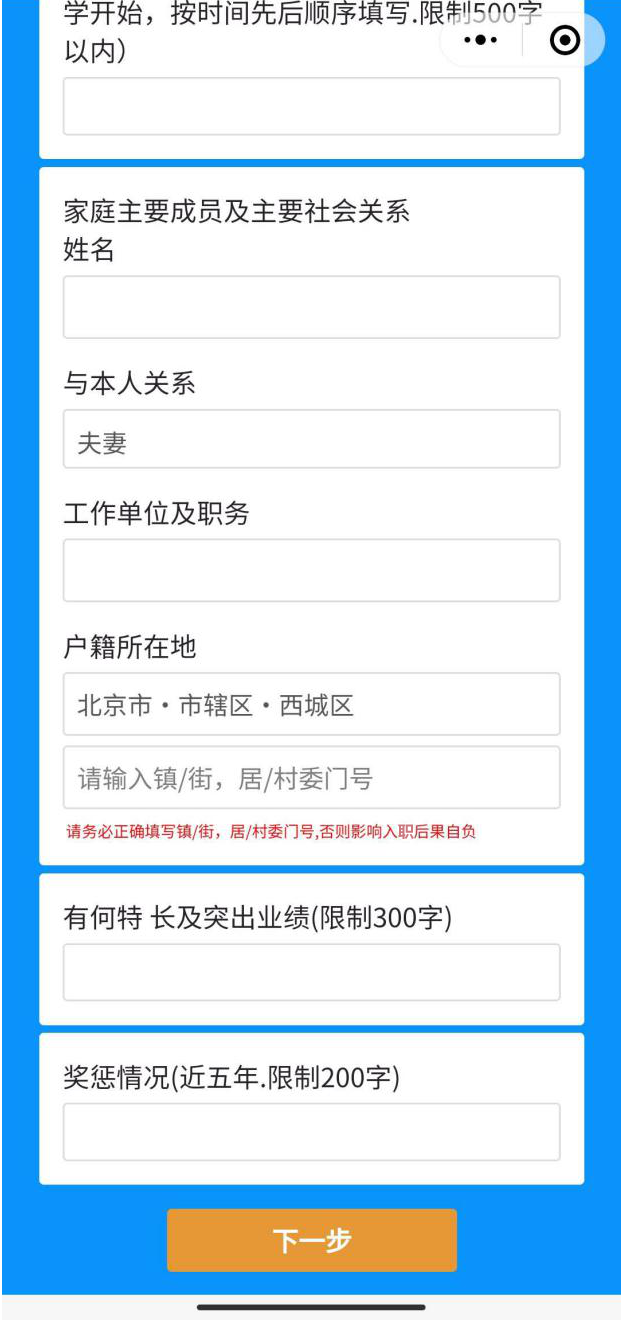 学开始，按时间先后顺序填写.限制500字
以内）
家庭主要成员及主要社会关系
姓名
与本人关系
夫妻
工作单位及职务
户籍所在地
北京市・市辖区・西城区
请输入镇/街，居/村委门号
请务必正确填写镇/街，居/村委门号,否则影响入职后果自负
有何特 长及突出业绩(限制300字)
奖惩情况(近五年.限制200字)
下一步